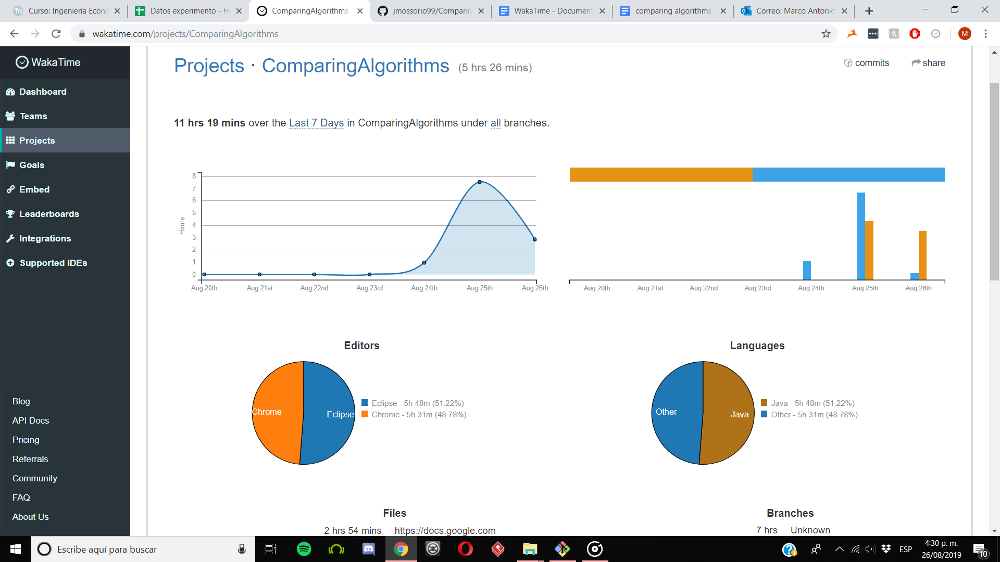 Curso: Ingeniería Econó
Datos experimento - H
ComparingAlgorithms
jmossorio99/Comparin
WakaTime - Document
comparing algorithms
Correo: Marco Antonio
wakatime.com/projects/ComparingAlgorithms
M
WakaTime
Dashboard
Teams
Projects
Goals
Embed
Leaderboards
Integrations
Supported IDEs
Blog
API Docs
Pricing
Referrals
Community
FAQ
About Us
Projects · ComparingAlgorithms (5 hrs 26 mins)
commits
share
11 hrs 19 mins over the Last 7 Days in ComparingAlgorithms under all branches.
Hours
8
7
6
5
4
3
2
1
0
Aug 20th Aug 21st Aug 22nd Aug 23rd Aug 24th Aug 25th Aug 26th
Aug 20th Aug 21st Aug 22nd Aug 23rd Aug 24th Aug 25th Aug 26th
Editors
Chrome
Eclipse
Eclipse - 5h 48m (51.22%)
Chrome - 5h 31m (48.78%)
Languages
Other
Java
Java - 5h 48m (51.22%)
Other - 5h 31m (48.78%)
Files
2 hrs 54 mins https://docs.google.com
Branches
7 hrs Unknown
Escribe aquí para buscar
ESP
4:30 p. m.
26/08/2019
10